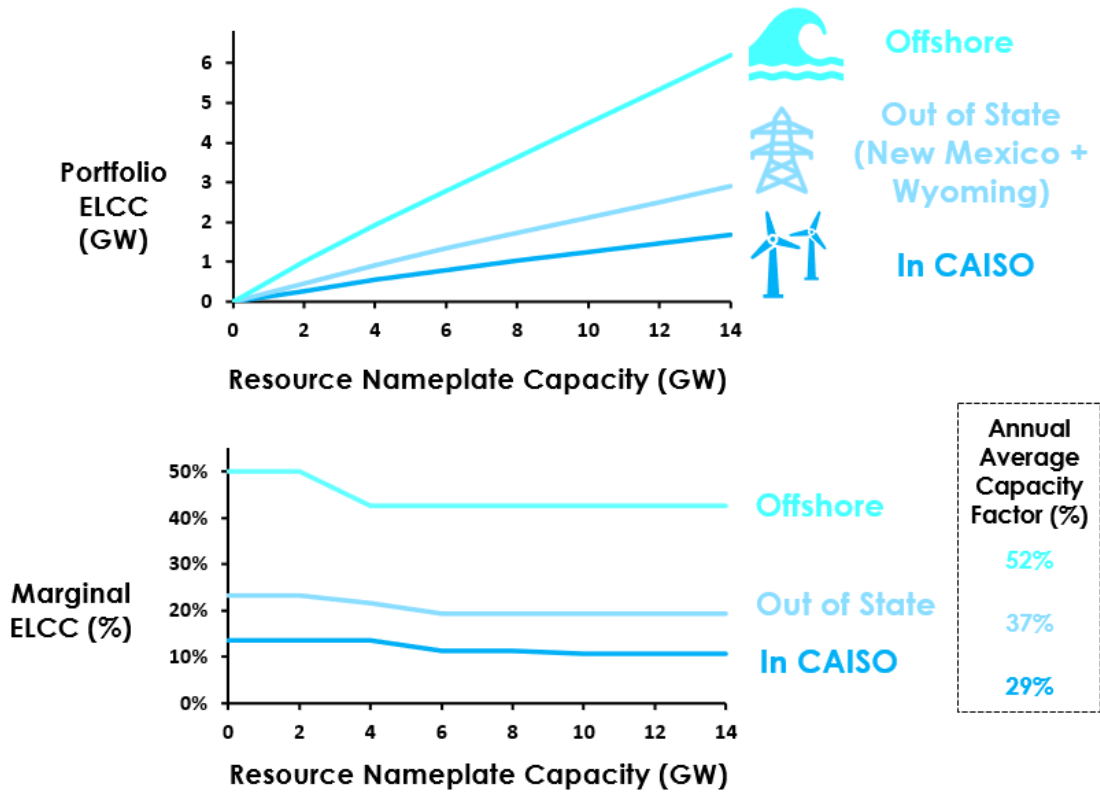 Offshore
Out of State
(New Mexico +
Wyoming)
In CAISO
Portfolio
ELCC
(GW)
6
5
4
3
2
1
0
0 2 4 6 8 10 12 14
Resource Nameplate Capacity (GW)
Marginal
ELCC (%)
50%
40%
30%
20%
10%
0%
0 2 4 6 8 10 12 14
Resource Nameplate Capacity (GW)
Offshore
Out of State
In CAISO
Annual
Average
Capacity
Factor (%)
52%
37%
29%